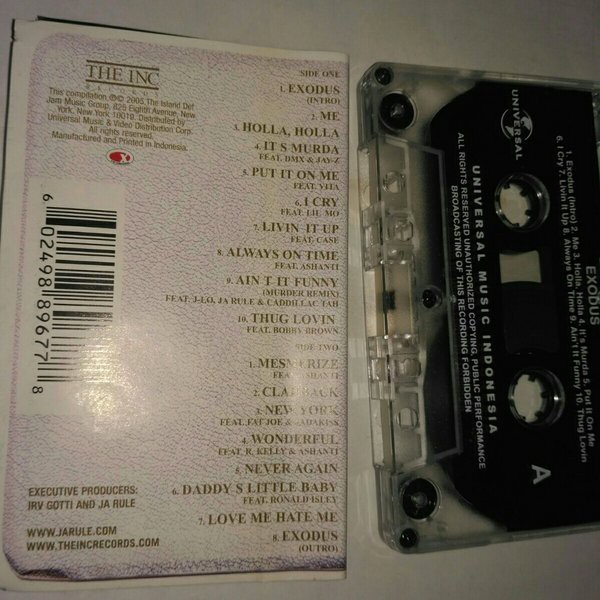 THE INC
RECORDS
This compilation ℗© 2005 The Island Def
Jam Music Group, 825 Eighth Avenue, New
York, New York 10019. Distributed by
Universal Music & Video Distribution Corp.
All rights reserved.
Manufactured and Printed in Indonesia.
6 02498 89677 8
EXECUTIVE PRODUCERS:
IRV GOTTI AND JA RULE
WWW.JARULE.COM
WWW.THEINCRECORDS.COM
SIDE ONE
1. EXODUS
(INTRO)
2. ME
3. HOLLA, HOLLA
4. IT S MURDA
FEAT. DMX & JAY-Z
5. PUT IT ON ME
FEAT. VITA
6. I CRY
FEAT. LIL MO
7. LIVIN IT UP
FEAT. CASE
8. ALWAYS ON TIME
FEAT. ASHANTI
9. AIN T IT FUNNY
(MURDER REMIX)
FEAT. J-LO, JA RULE & CADDILLAC TAH
10. THUG LOVIN
FEAT. BOBBY BROWN
SIDE TWO
1. MESMERIZE
FEAT. ASHANTI
2. CLAP BACK
3. NEW YORK
FEAT. FAT JOE & JADAKISS
4. WONDERFUL
FEAT. R. KELLY & ASHANTI
5. NEVER AGAIN
6. DADDY S LITTLE BABY
FEAT. RONALD ISLEY
7. LOVE ME HATE ME
8. EXODUS
(OUTRO)
EXODUS
1. Exodus (Intro) 2. Me 3. Holla, Holla 4. It's Murda 5. Put It On Me
6. I Cry 7. Livin It Up 8. Always On Time 9. Ain't It Funny 10. Thug Lovin
UNIVERSAL
A
UNIVERSAL MUSIC INDONESIA
ALL RIGHTS RESERVED UNAUTHORIZED COPYING, PUBLIC PERFORMANCE
BROADCASTING OF THIS RECORDING FORBIDDEN